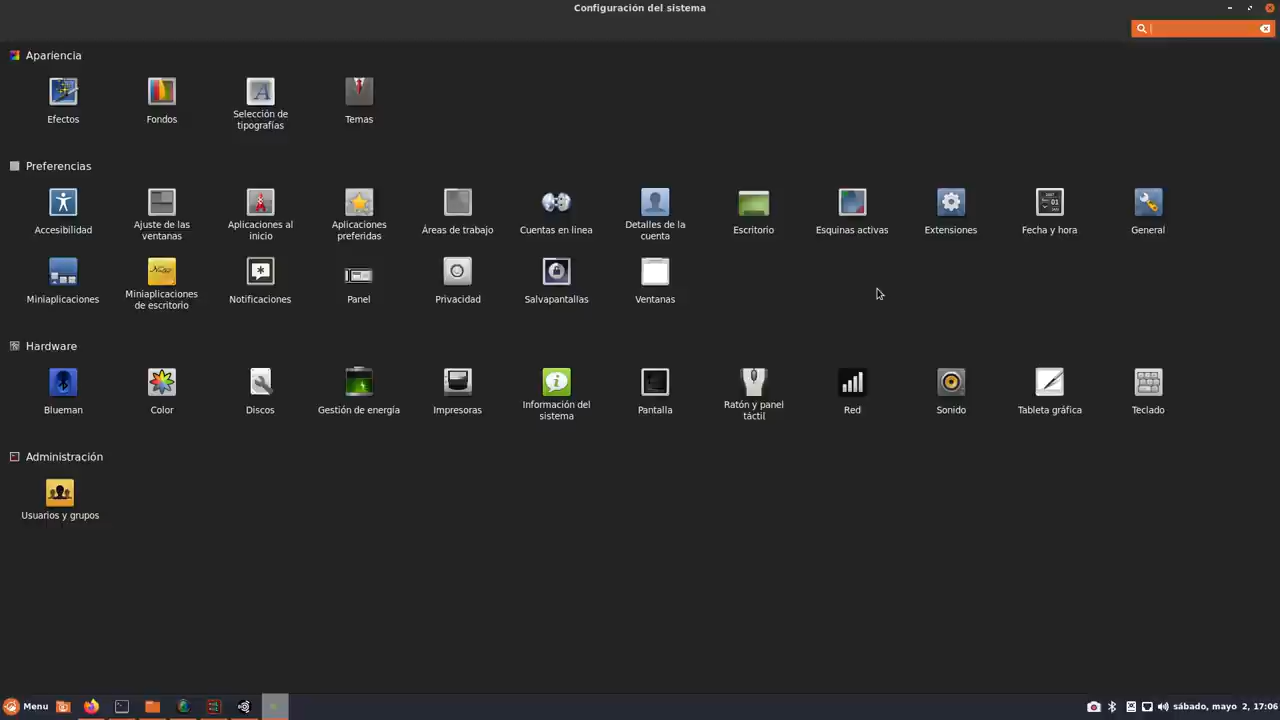 Configuración del sistema
Apariencia
Efectos
Fondos
Selección de
tipografías
Temas
Preferencias
Accesibilidad
Ajuste de las
ventanas
Aplicaciones al
inicio
Aplicaciones
preferidas
Áreas de trabajo
Cuentas en línea
Detalles de la
cuenta
Escritorio
Esquinas activas
Extensiones
Fecha y hora
General
Miniaplicaciones
Miniaplicaciones
de escritorio
Notificaciones
Panel
Privacidad
Salvapantallas
Ventanas
Hardware
Blueman
Color
Discos
Gestión de energía
Impresoras
Información del
sistema
Pantalla
Ratón y panel
táctil
Red
Sonido
Tableta gráfica
Teclado
Administración
Usuarios y grupos
Menu
sábado, mayo 2, 17:06